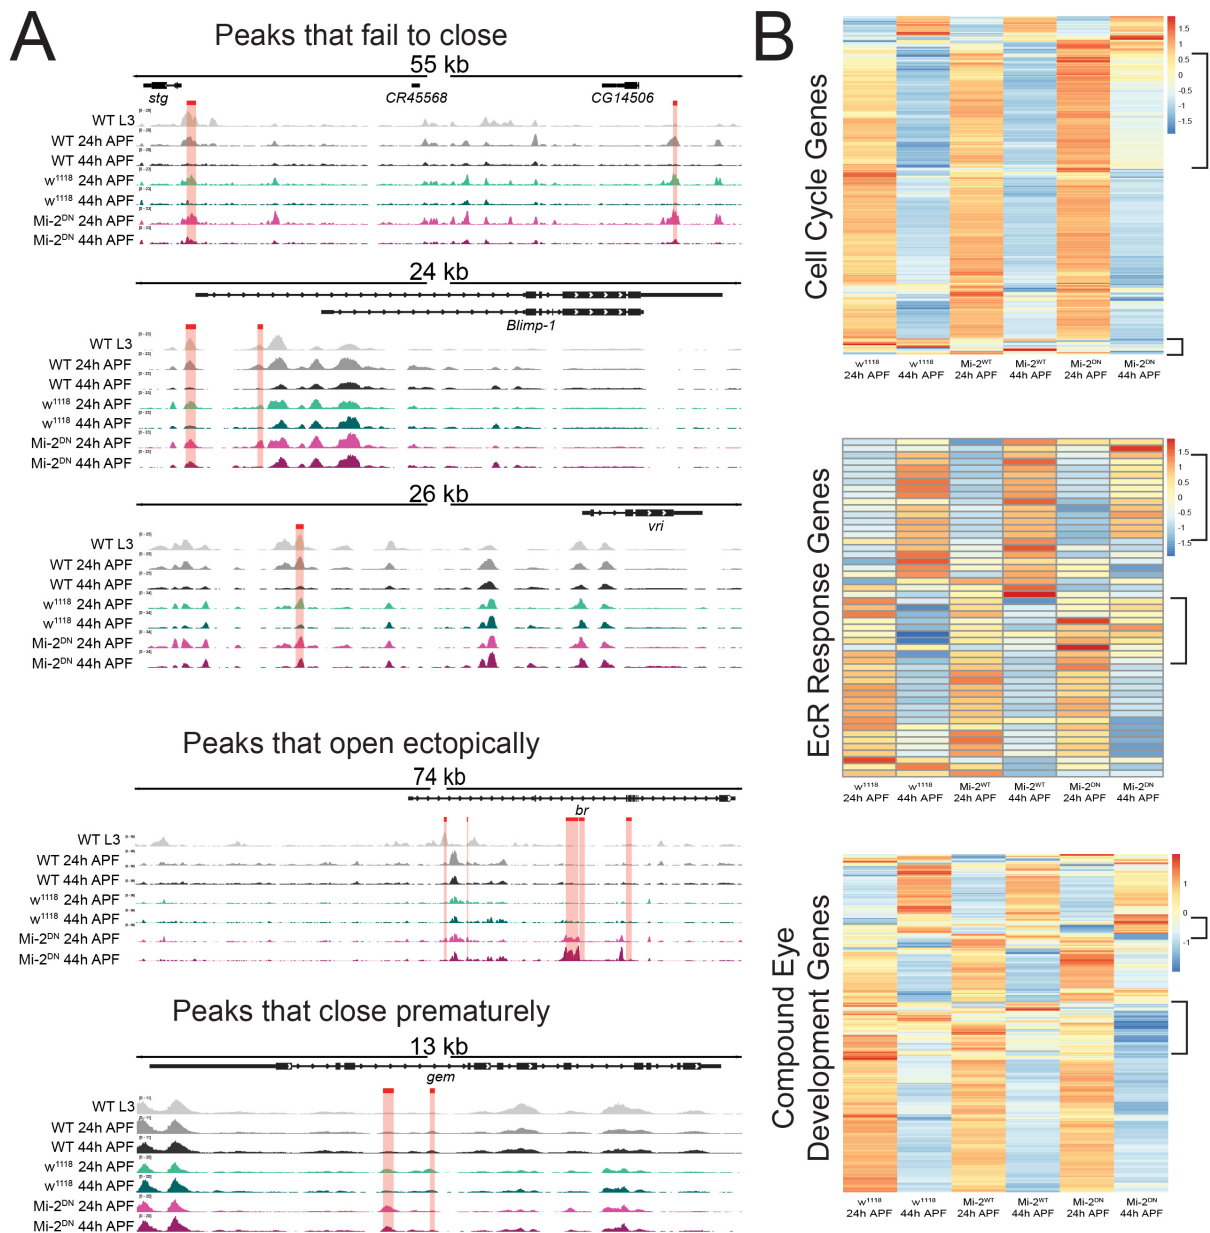 A
Peaks that fail to close
55 kb
stg
CR45568
CG14506
WT L3
WT 24h APF
WT 44h APF
w1118 24h APF
w1118 44h APF
Mi-2DN 24h APF
Mi-2DN 44h APF
24 kb
Blimp-1
WT L3
WT 24h APF
WT 44h APF
w1118 24h APF
w1118 44h APF
Mi-2DN 24h APF
Mi-2DN 44h APF
26 kb
vri
WT L3
WT 24h APF
WT 44h APF
w1118 24h APF
w1118 44h APF
Mi-2DN 24h APF
Mi-2DN 44h APF
Peaks that open ectopically
74 kb
br
WT L3
WT 24h APF
WT 44h APF
w1118 24h APF
w1118 44h APF
Mi-2DN 24h APF
Mi-2DN 44h APF
Peaks that close prematurely
13 kb
gem
WT L3
WT 24h APF
WT 44h APF
w1118 24h APF
w1118 44h APF
Mi-2DN 24h APF
Mi-2DN 44h APF
B
Cell Cycle Genes
1.5
1
0.5
0
-0.5
-1
-1.5
w1118 w1118 Mi-2WT Mi-2WT Mi-2DN Mi-2DN
24h APF 44h APF 24h APF 44h APF 24h APF 44h APF
EcR Response Genes
1.5
1
0.5
0
-0.5
-1
-1.5
w1118 w1118 Mi-2WT Mi-2WT Mi-2DN Mi-2DN
24h APF 44h APF 24h APF 44h APF 24h APF 44h APF
Compound Eye
Development Genes
1
0
-1
w1118 w1118 Mi-2WT Mi-2WT Mi-2DN Mi-2DN
24h APF 44h APF 24h APF 44h APF 24h APF 44h APF